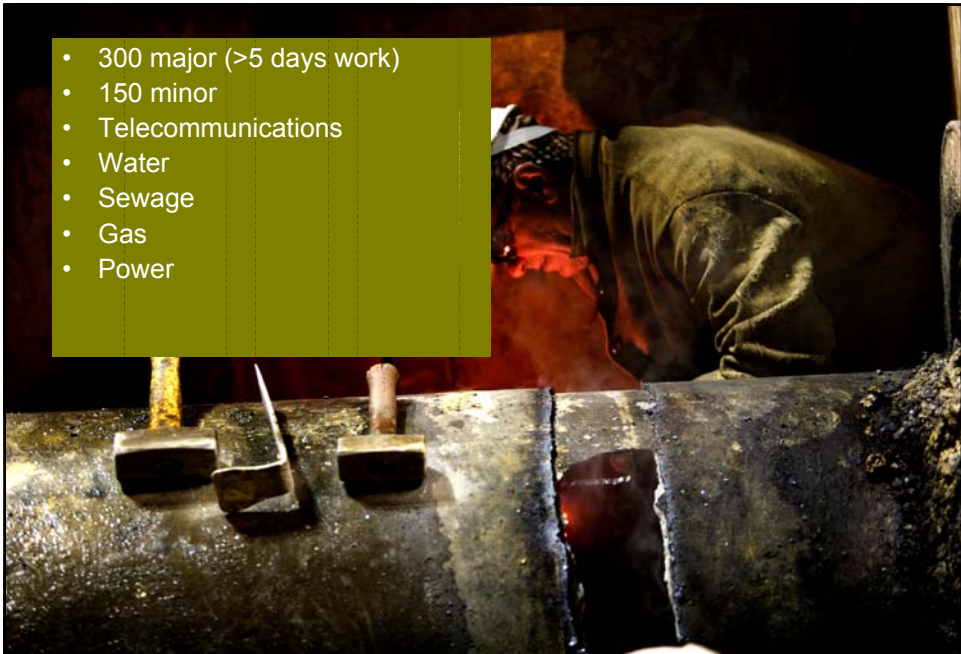 • 300 major (>5 days work)
• 150 minor
• Telecommunications
• Water
• Sewage
• Gas
• Power